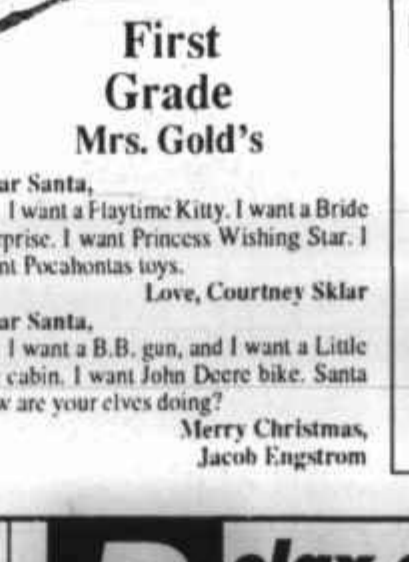 First
Grade
Mrs. Gold's
ar Santa,
I want a Playtime Kitty. I want a Bride
rprise. I want Princess Wishing Star. I
nt Pocahontas toys.
Love, Courtney Sklar
ar Santa,
I want a B.B. gun, and I want a Little
cabin. I want John Deere bike. Santa
w are your elves doing?
Merry Christmas,
Jacob Engstrom